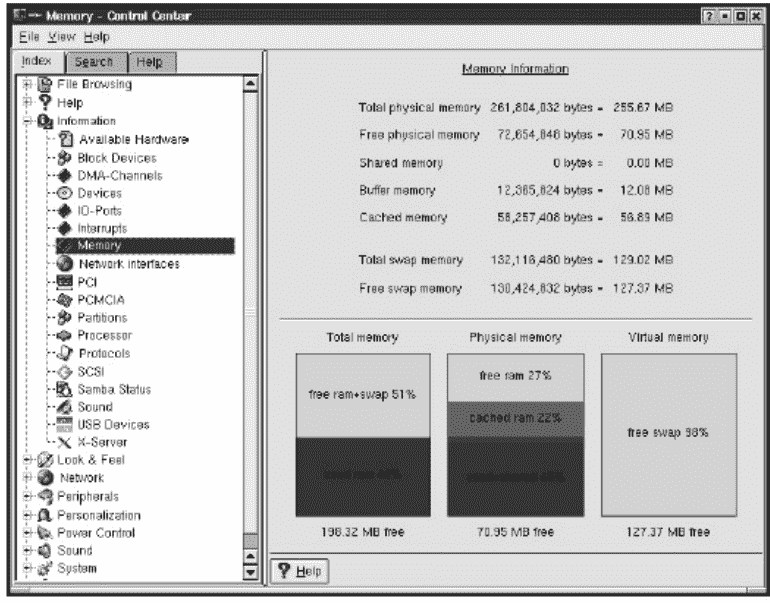 Memory - Control Center
File View Help
Index Search Help
File Browsing
Help
Information
Available Hardware
Block Devices
DMA-Channels
Devices
IO-Ports
Interrupts
Memory
Network Interfaces
PCI
PCMCIA
Partitions
Processor
Protocols
SCSI
Samba Status
Sound
USB Devices
X-Server
Look & Feel
Network
Peripherals
Personalization
Power Control
Sound
System
Memory Information
Total physical memory 261,804,032 bytes = 255.67 MB
Free physical memory 72,654,848 bytes = 70.95 MB
Shared memory 0 bytes = 0.00 MB
Buffer memory 12,365,824 bytes = 12.08 MB
Cached memory 58,257,408 bytes = 56.89 MB
Total swap memory 132,116,480 bytes = 129.02 MB
Free swap memory 130,424,832 bytes = 127.37 MB
Total memory Physical memory Virtual memory
free ram+swap 51%
free ram 27%
cached ram 22%
free swap 98%
198.32 MB free 70.95 MB free 127.37 MB free
Help